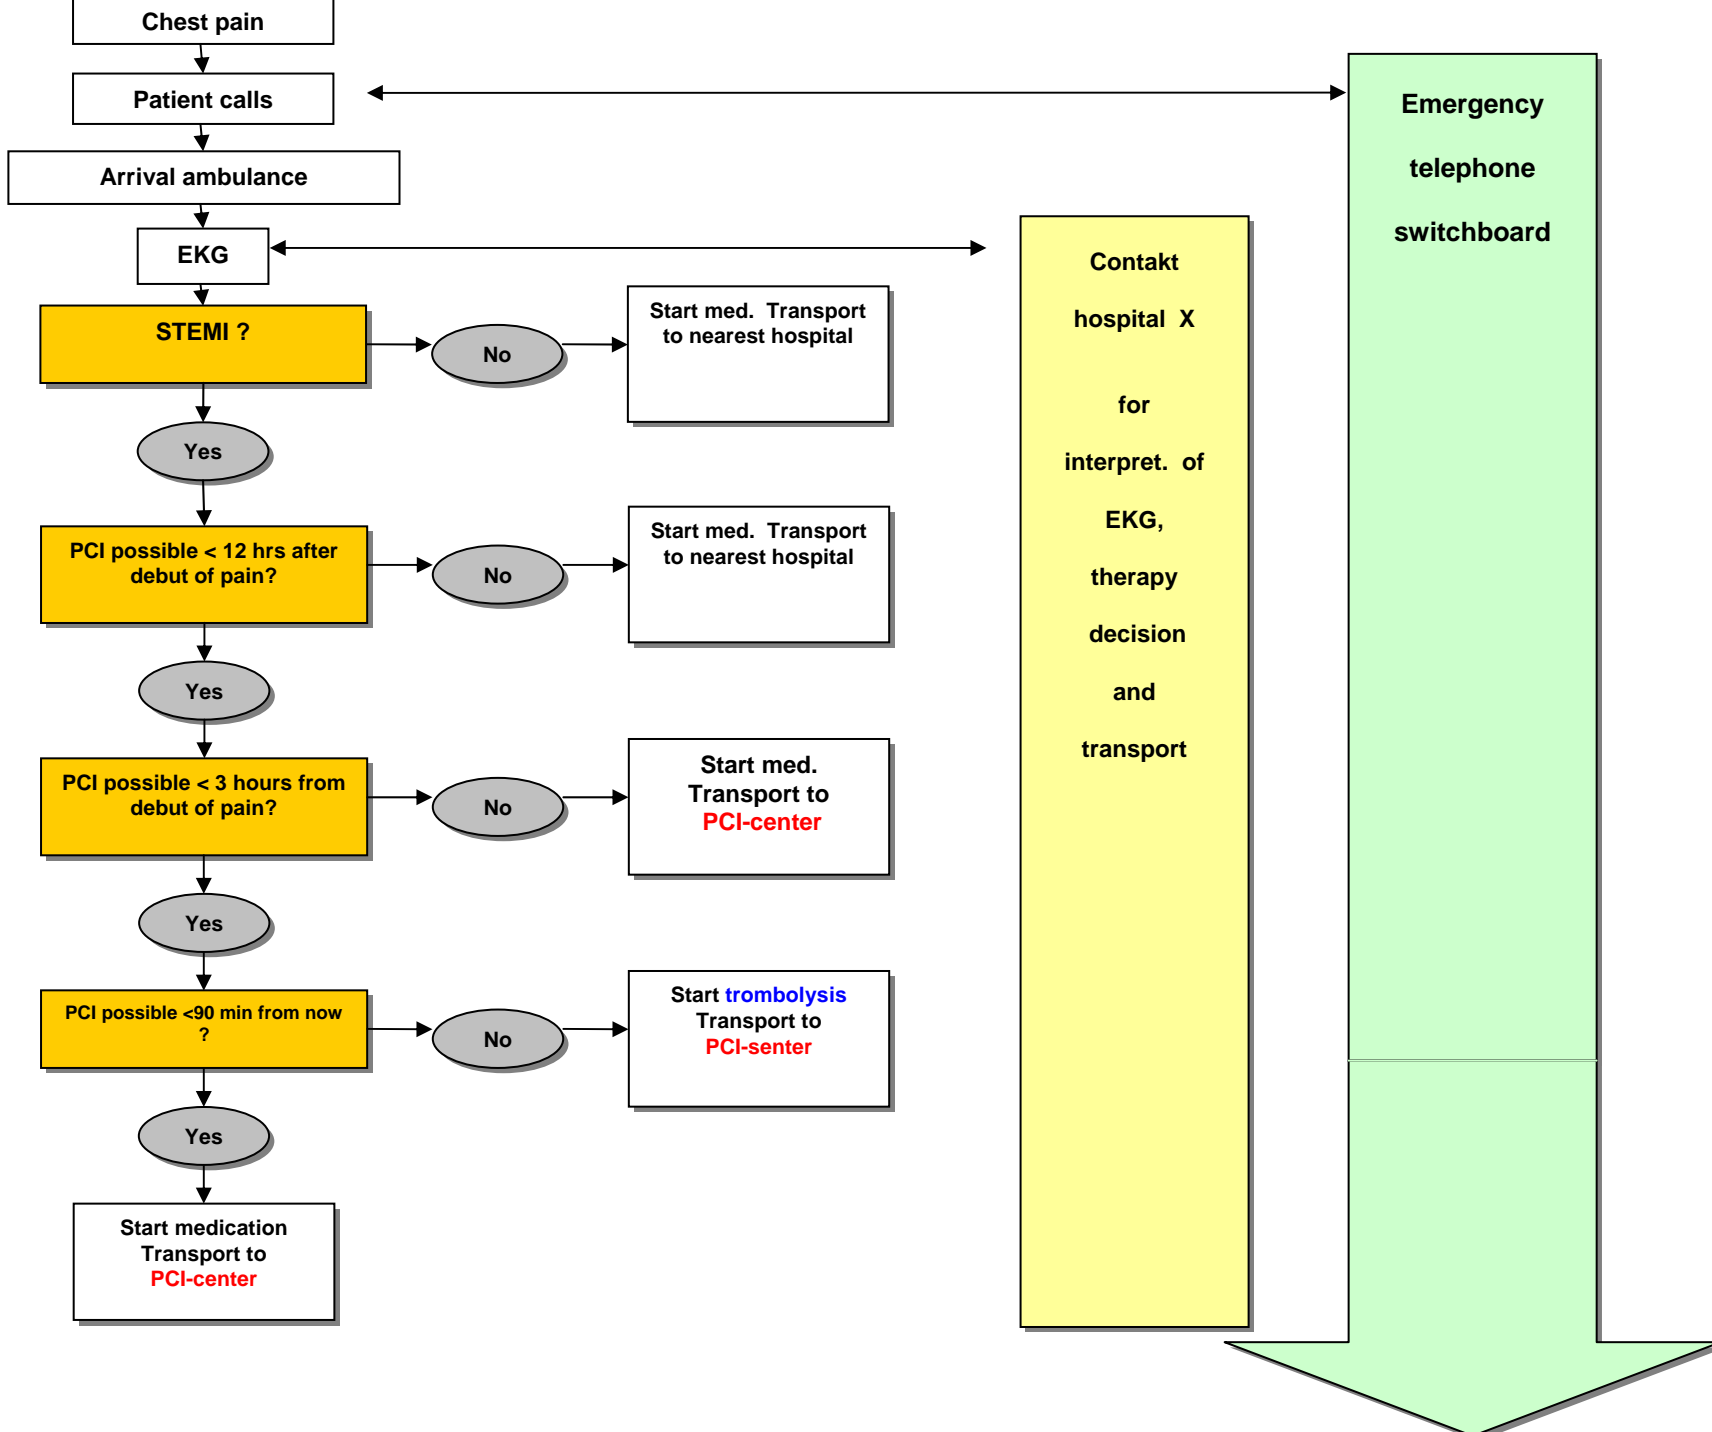 Chest pain
Patient calls
Arrival ambulance
EKG
STEMI ?
No
Start med. Transport
to nearest hospital
Yes
PCI possible < 12 hrs after
debut of pain?
No
Start med. Transport
to nearest hospital
Yes
PCI possible < 3 hours from
debut of pain?
No
Start med.
Transport to
PCI-center
Yes
PCI possible <90 min from now
?
No
Start trombolysis
Transport to
PCI-senter
Yes
Start medication
Transport to
PCI-center
Contakt
hospital X
for
interpret. of
EKG,
therapy
decision
and
transport
Emergency
telephone
switchboard